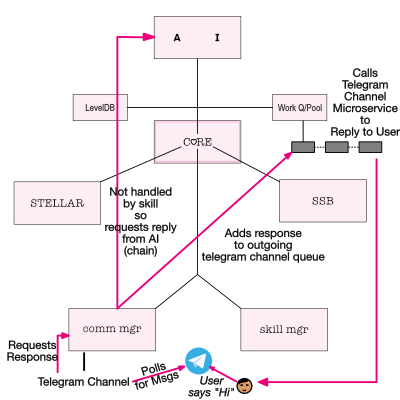 A I
Calls
Telegram
Channel
Microservice
to
Reply to User
LevelDB
Work Q/Pool
CORE
Not handled
by skill
so
requests reply
from AI
(chain)
STELLAR
SSB
Adds response
to outgoing
telegram channel queue
comm mgr
skill mgr
Requests
Response
Telegram Channel
Polls
for Msgs
User
says "Hi"